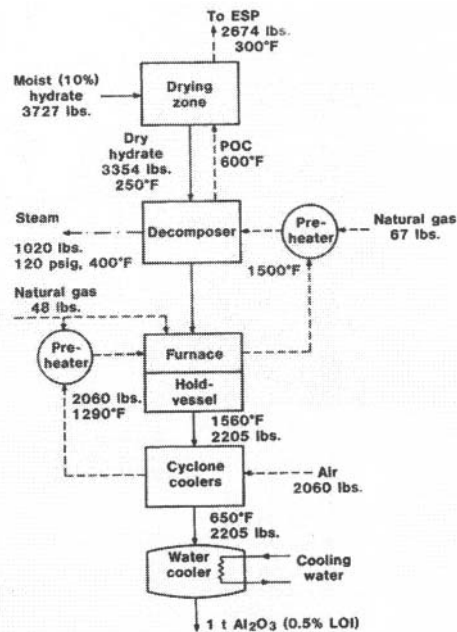 To ESP
2674 lbs.
300°F
Moist (10%)
hydrate
3727 lbs.
Drying
zone
Dry
hydrate
3354 lbs.
250°F
POC
600°F
Steam
1020 lbs.
120 psig, 400°F
Decomposer
Pre-
heater
Natural gas
67 lbs.
1500°F
Natural gas
48 lbs.
Pre-
heater
Furnace
Hold-
vessel
2060 lbs.
1290°F
1560°F
2205 lbs.
Cyclone
coolers
Air
2060 lbs.
650°F
2205 lbs.
Water
cooler
Cooling
water
1 t Al₂O₃ (0.5% LOI)